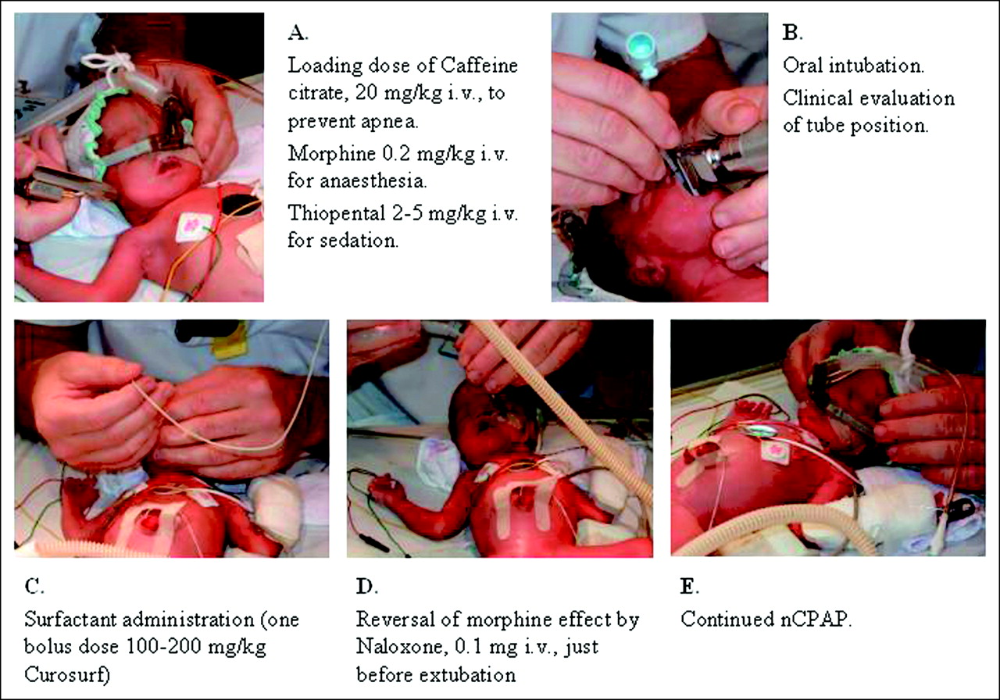 A.
Loading dose of Caffeine
citrate, 20 mg/kg i.v., to
prevent apnea.
Morphine 0.2 mg/kg i.v.
for anaesthesia.
Thiopental 2-5 mg/kg i.v.
for sedation.
B.
Oral intubation.
Clinical evaluation
of tube position.
C.
Surfactant administration (one
bolus dose 100-200 mg/kg
Curosurf)
D.
Reversal of morphine effect by
Naloxone, 0.1 mg i.v., just
before extubation
E.
Continued nCPAP.